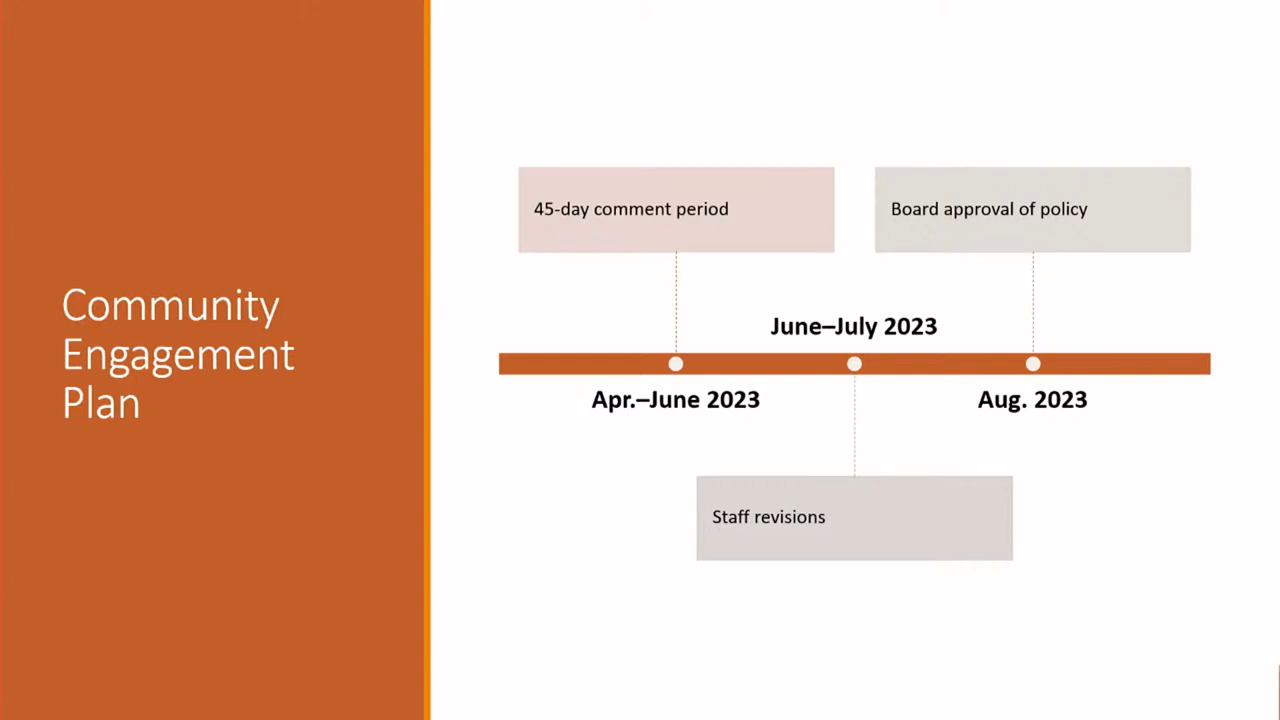 Community
Engagement
Plan
45-day comment period
Board approval of policy
June–July 2023
Apr.–June 2023
Aug. 2023
Staff revisions